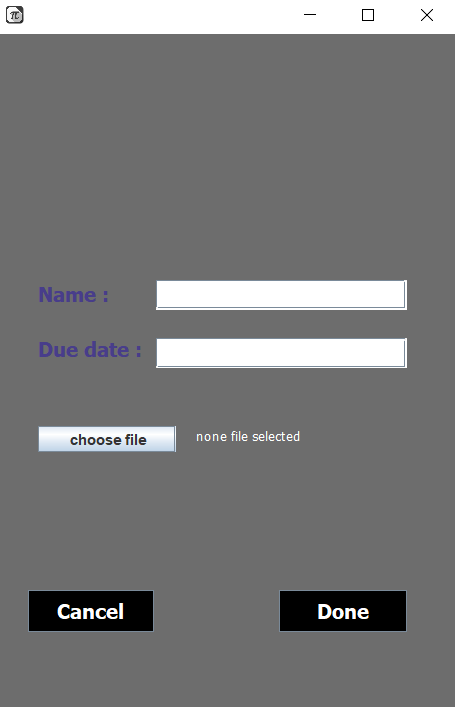 π
Name :
Due date :
choose file
none file selected
Cancel
Done